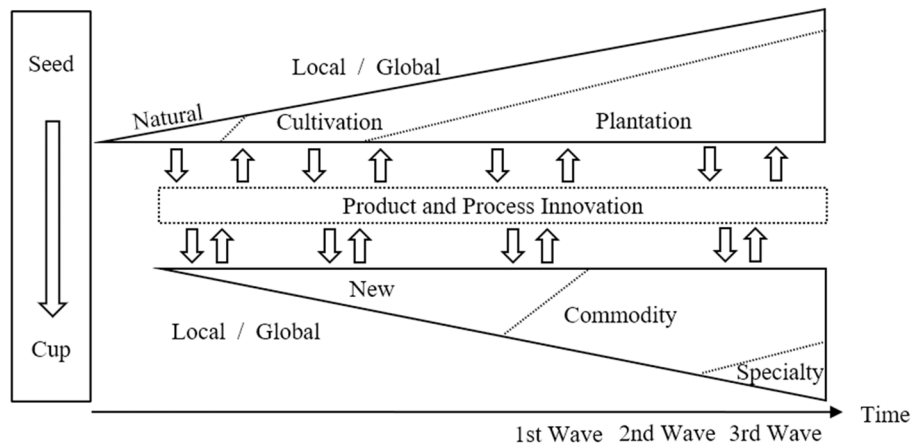 Seed
Local / Global
Natural
Cultivation
Plantation
Product and Process Innovation
New
Commodity
Local / Global
Cup
Specialty
Time
1st Wave 2nd Wave 3rd Wave